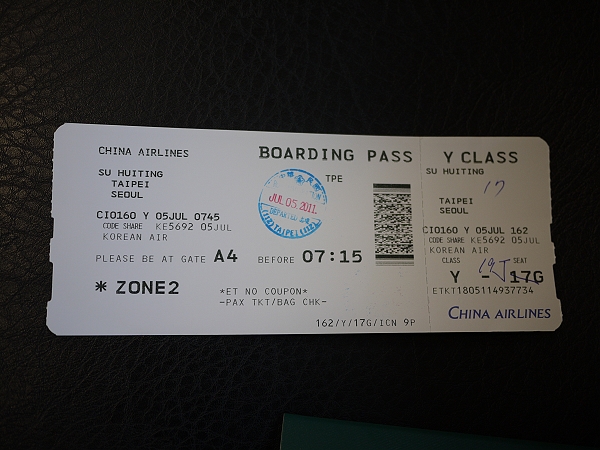 CHINA AIRLINES
BOARDING PASS
SU HUITING
TAIPEI
SEOUL
TPE
CI0160 Y 05JUL 0745
CODE SHARE KE5692 05JUL
KOREAN AIR
PLEASE BE AT GATE A4 BEFORE 07:15
* ZONE2
*ET NO COUPON*
-PAX TKT/BAG CHK-
162/Y/17G/ICN 9P
JUL.05.2011.
TAIPEI
Y CLASS
SU HUITING
17
TAIPEI
SEOUL
CI0160 Y 05JUL 162
CODE SHARE KE5692 05JUL
KOREAN AIR
CLASS SEAT
19J
Y - 17G
ETKT1805114937734
CHINA AIRLINES